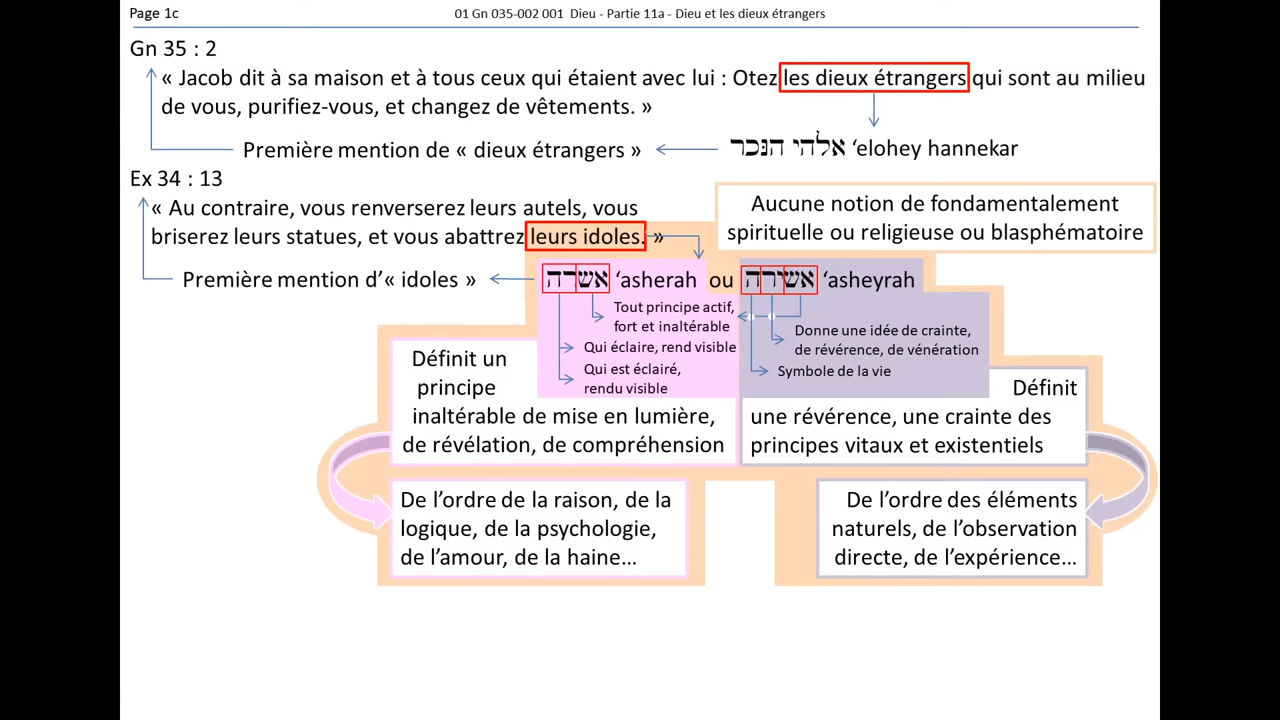 Page 1c
01 Gn 035-002 001 Dieu - Partie 11a - Dieu et les dieux étrangers
Gn 35 : 2
« Jacob dit à sa maison et à tous ceux qui étaient avec lui : Otez les dieux étrangers qui sont au milieu
de vous, purifiez-vous, et changez de vêtements. »
Première mention de « dieux étrangers »
אלהי הנכר ‘elohey hannekar
Ex 34 : 13
« Au contraire, vous renverserez leurs autels, vous
briserez leurs statues, et vous abattrez leurs idoles. »
Aucune notion de fondamentalement
spirituelle ou religieuse ou blasphématoire
Première mention d’« idoles »
אשרה ‘asherah ou אשירה ‘asheyrah
Tout principe actif,
fort et inaltérable
Qui éclaire, rend visible
Qui est éclairé,
rendu visible
Donne une idée de crainte,
de révérence, de vénération
Symbole de la vie
Définit un
principe
inaltérable de mise en lumière,
de révélation, de compréhension
Définit
une révérence, une crainte des
principes vitaux et existentiels
De l’ordre de la raison, de la
logique, de la psychologie,
de l’amour, de la haine…
De l’ordre des éléments
naturels, de l’observation
directe, de l’expérience…